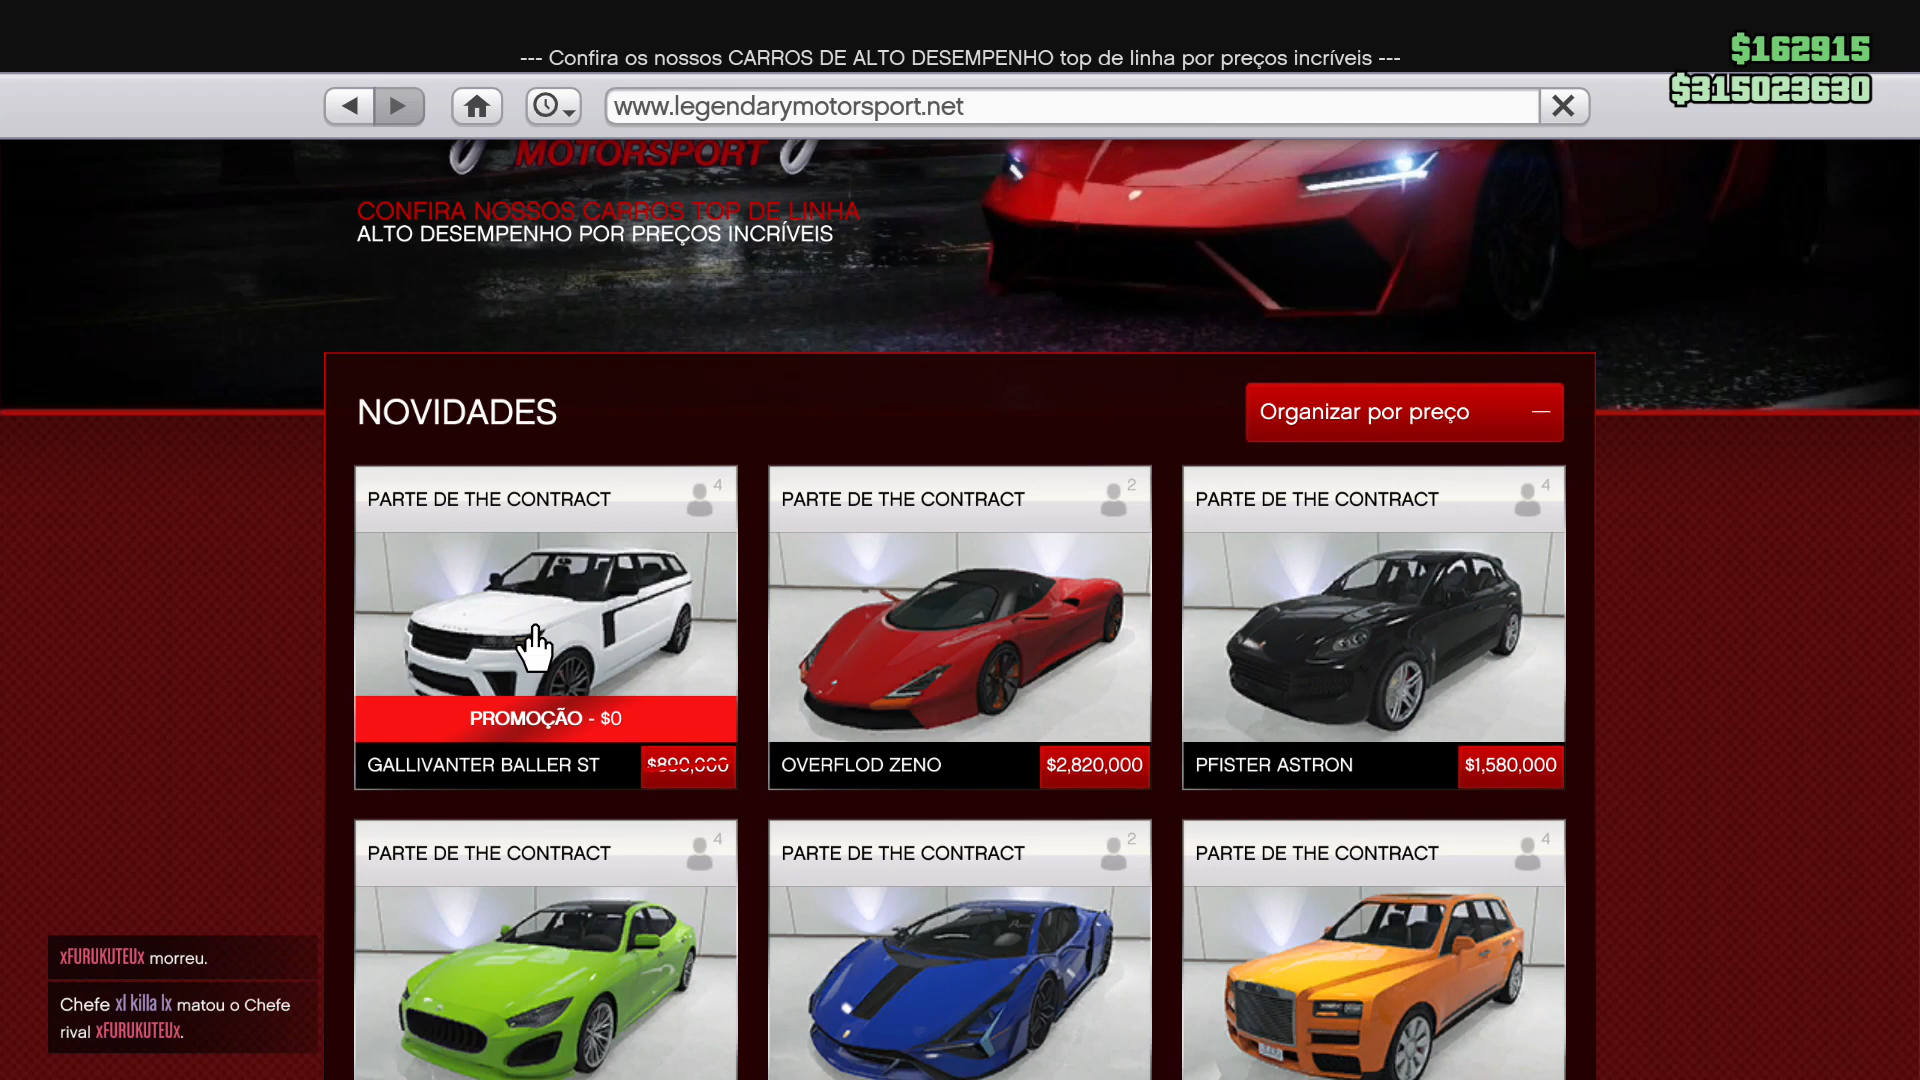 --- Confira os nossos CARROS DE ALTO DESEMPENHO top de linha por preços incríveis ---
$162915
$315023630
www.legendarymotorsport.net
MOTORSPORT
CONFIRA NOSSOS CARROS TOP DE LINHA
ALTO DESEMPENHO POR PREÇOS INCRÍVEIS
NOVIDADES
Organizar por preço
PARTE DE THE CONTRACT 4
PARTE DE THE CONTRACT 2
PARTE DE THE CONTRACT 4
PROMOÇÃO - $0
GALLIVANTER BALLER ST $890,000
OVERFLOD ZENO $2,820,000
PFISTER ASTRON $1,580,000
PARTE DE THE CONTRACT 4
PARTE DE THE CONTRACT 2
PARTE DE THE CONTRACT 4
xFURUKUTEUx morreu.
Chefe xI killa Ix matou o Chefe
rival xFURUKUTEUx.